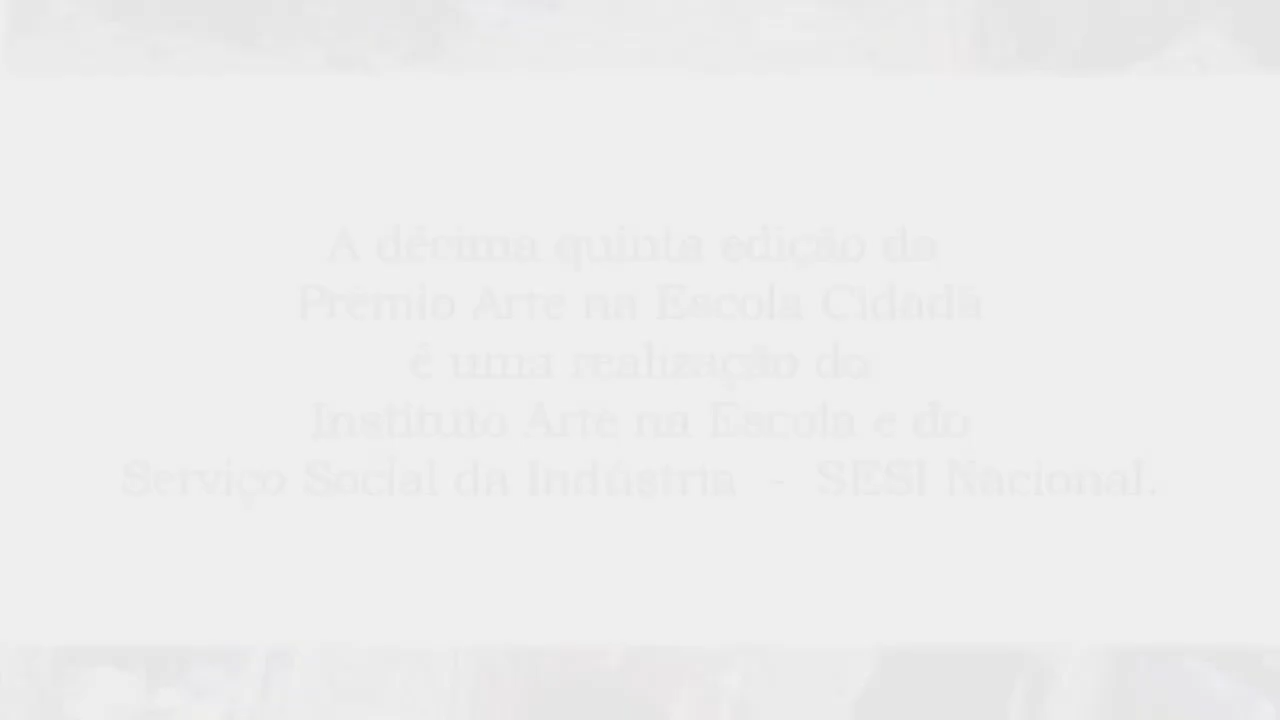 A décima quinta edição do
Prêmio Arte na Escola Cidadã
é uma realização do
Instituto Arte na Escola e do
Serviço Social da Indústria - SESI Nacional.